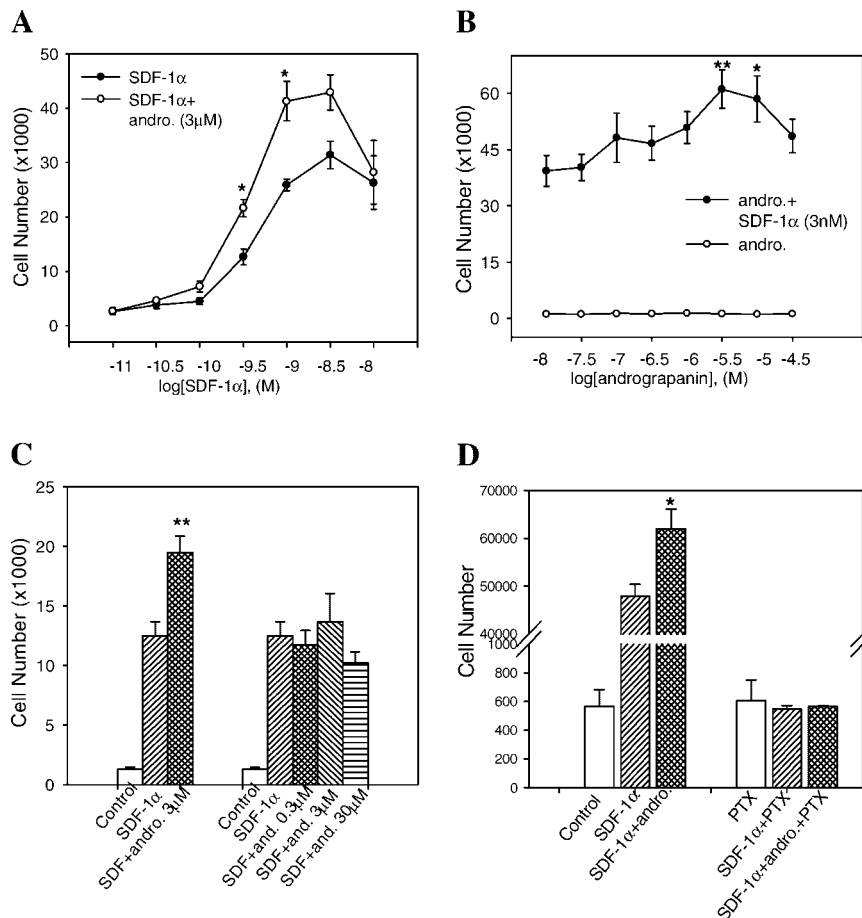 A
50
40
30
20
10
0
Cell Number (x1000)
SDF-1α
SDF-1α+
andro. (3μM)
*
*
-11 -10.5 -10 -9.5 -9 -8.5 -8
log[SDF-1α], (M)
B
60
45
30
15
0
Cell Number (x1000)
**
*
andro.+
SDF-1α (3nM)
andro.
-8 -7.5 -7 -6.5 -6 -5.5 -5 -4.5
log[andrograpanin], (M)
C
25
20
15
10
5
0
Cell Number (x1000)
**
Control
SDF-1α
SDF+andro. 3μM
Control
SDF-1α
SDF+and. 0.3μM
SDF+and. 3μM
SDF+and. 30μM
D
70000
60000
50000
40000
1000
800
600
400
200
0
Cell Number
*
Control
SDF-1α
SDF-1α+andro.
PTX
SDF-1α+PTX
SDF-1α+andro.+PTX